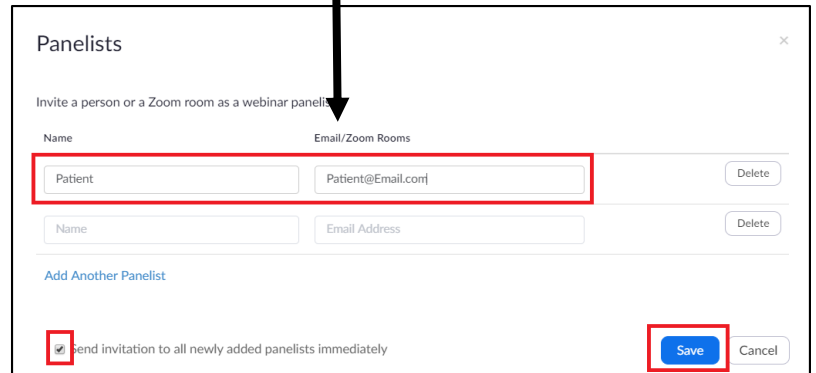 Panelists
×
Invite a person or a Zoom room as a webinar
Name Email/Zoom Rooms
Patient Patient@Email.com Delete
Name Email Address Delete
Add Another Panelist
Send invitation to all newly added panelists immediately
Save Cancel